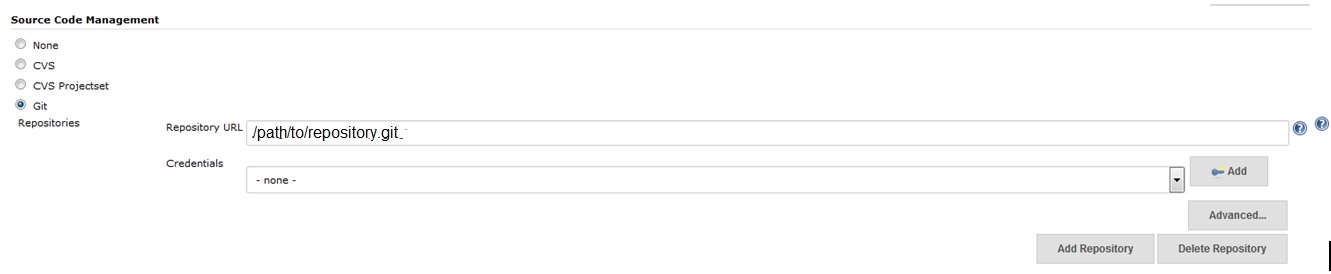 Source Code Management
None
CVS
CVS Projectset
Git
Repositories
Repository URL /path/to/repository.git
Credentials
- none -
Add
Advanced...
Add Repository Delete Repository